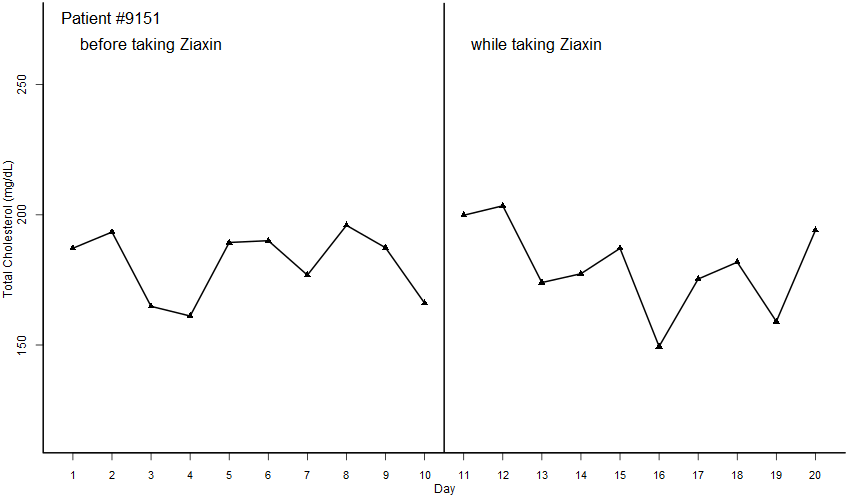 Patient #9151
before taking Ziaxin
while taking Ziaxin
Total Cholesterol (mg/dL)
250
200
150
1 2 3 4 5 6 7 8 9 10 11 12 13 14 15 16 17 18 19 20
Day